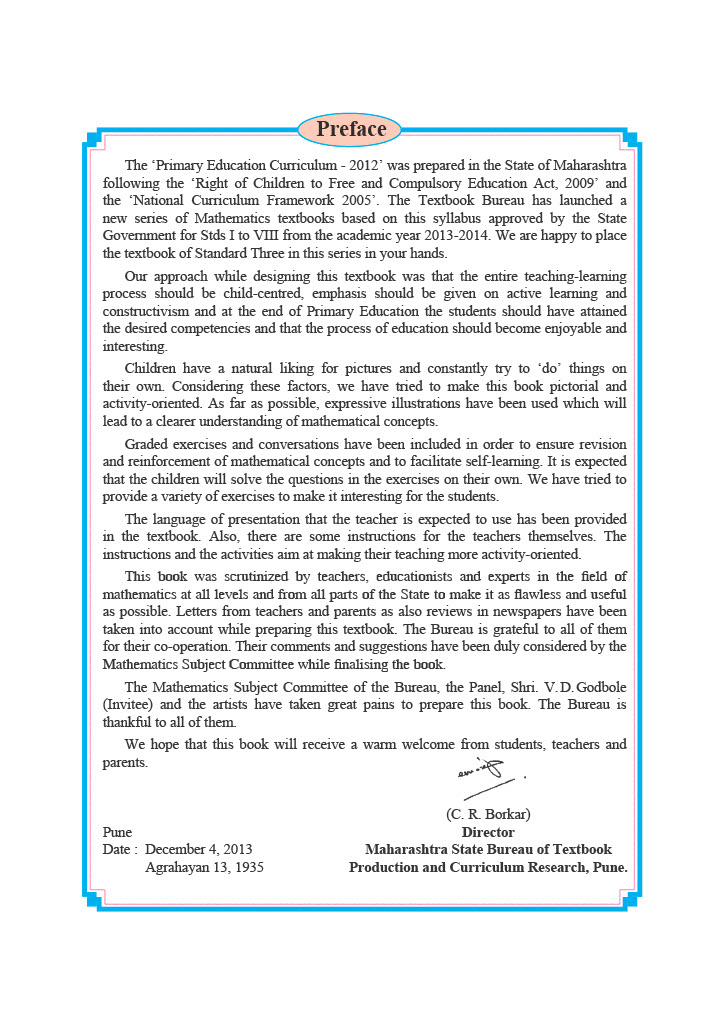 Preface
The ‘Primary Education Curriculum - 2012’ was prepared in the State of Maharashtra
following the ‘Right of Children to Free and Compulsory Education Act, 2009’ and
the ‘National Curriculum Framework 2005’. The Textbook Bureau has launched a
new series of Mathematics textbooks based on this syllabus approved by the State
Government for Stds I to VIII from the academic year 2013-2014. We are happy to place
the textbook of Standard Three in this series in your hands.
Our approach while designing this textbook was that the entire teaching-learning
process should be child-centred, emphasis should be given on active learning and
constructivism and at the end of Primary Education the students should have attained
the desired competencies and that the process of education should become enjoyable and
interesting.
Children have a natural liking for pictures and constantly try to ‘do’ things on
their own. Considering these factors, we have tried to make this book pictorial and
activity-oriented. As far as possible, expressive illustrations have been used which will
lead to a clearer understanding of mathematical concepts.
Graded exercises and conversations have been included in order to ensure revision
and reinforcement of mathematical concepts and to facilitate self-learning. It is expected
that the children will solve the questions in the exercises on their own. We have tried to
provide a variety of exercises to make it interesting for the students.
The language of presentation that the teacher is expected to use has been provided
in the textbook. Also, there are some instructions for the teachers themselves. The
instructions and the activities aim at making their teaching more activity-oriented.
This book was scrutinized by teachers, educationists and experts in the field of
mathematics at all levels and from all parts of the State to make it as flawless and useful
as possible. Letters from teachers and parents as also reviews in newspapers have been
taken into account while preparing this textbook. The Bureau is grateful to all of them
for their co-operation. Their comments and suggestions have been duly considered by the
Mathematics Subject Committee while finalising the book.
The Mathematics Subject Committee of the Bureau, the Panel, Shri. V.D.Godbole
(Invitee) and the artists have taken great pains to prepare this book. The Bureau is
thankful to all of them.
We hope that this book will receive a warm welcome from students, teachers and
parents.
(C. R. Borkar)
Pune Director
Date : December 4, 2013 Maharashtra State Bureau of Textbook
Agrahayan 13, 1935 Production and Curriculum Research, Pune.